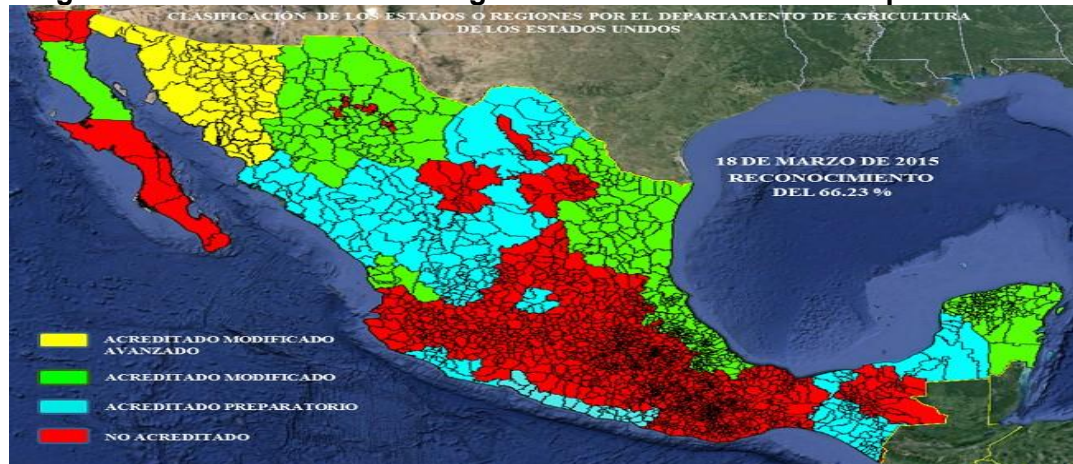 CLASIFICACIÓN DE LOS ESTADOS O REGIONES POR EL DEPARTAMENTO DE AGRICULTURA
DE LOS ESTADOS UNIDOS
18 DE MARZO DE 2015
RECONOCIMIENTO
DEL 66.23 %
ACREDITADO MODIFICADO
AVANZADO
ACREDITADO MODIFICADO
ACREDITADO PREPARATORIO
NO ACREDITADO